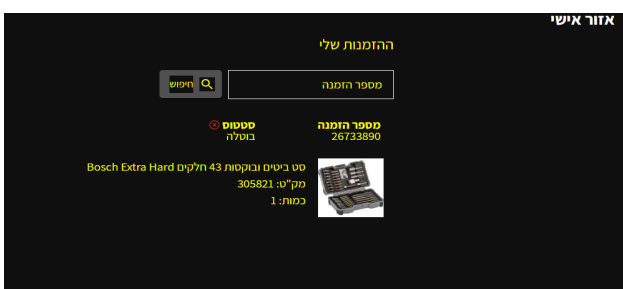 אזור אישי
ההזמנות שלי
מספר הזמנה
חיפוש
מספר הזמנה
26733890
סטטוס
בוטלה
סט ביטים ובוקסות 43 חלקים Bosch Extra Hard
מק"ט: 305821
כמות: 1